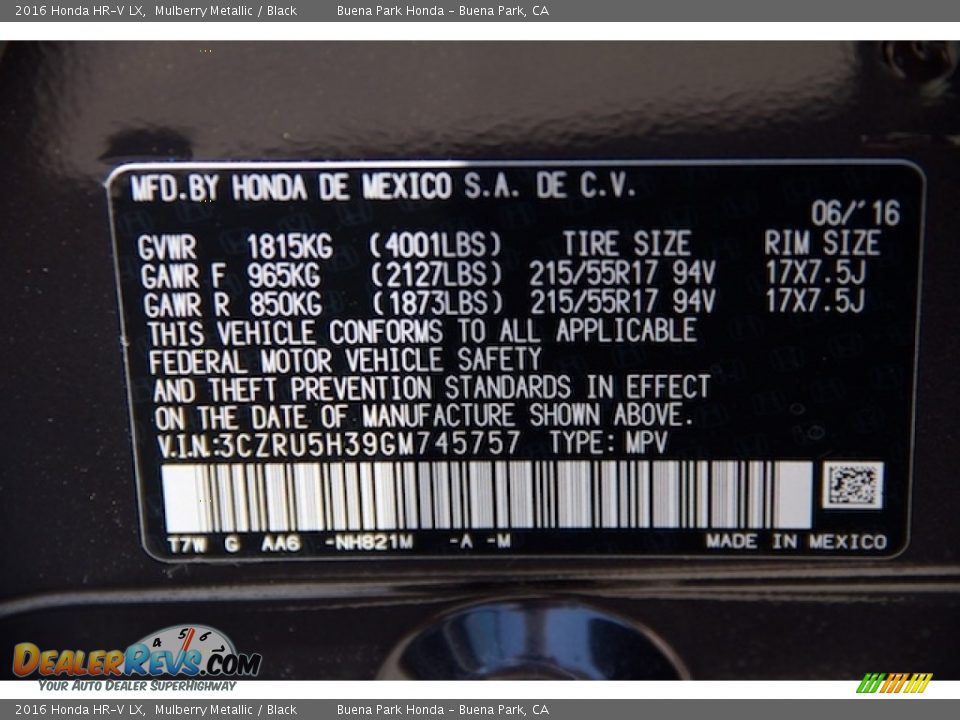 2016 Honda HR-V LX, Mulberry Metallic / Black Buena Park Honda - Buena Park, CA
MFD.BY HONDA DE MEXICO S.A. DE C.V.
06/'16
GVWR 1815KG (4001LBS) TIRE SIZE RIM SIZE
GAWR F 965KG (2127LBS) 215/55R17 94V 17X7.5J
GAWR R 850KG (1873LBS) 215/55R17 94V 17X7.5J
THIS VEHICLE CONFORMS TO ALL APPLICABLE
FEDERAL MOTOR VEHICLE SAFETY
AND THEFT PREVENTION STANDARDS IN EFFECT
ON THE DATE OF MANUFACTURE SHOWN ABOVE.
V.I.N.:3CZRU5H39GM745757 TYPE: MPV
T7W G AA6 -NH821M -A -M MADE IN MEXICO
4 5 6
DEALERREVS.COM
YOUR AUTO DEALER SUPERHIGHWAY
2016 Honda HR-V LX, Mulberry Metallic / Black Buena Park Honda - Buena Park, CA